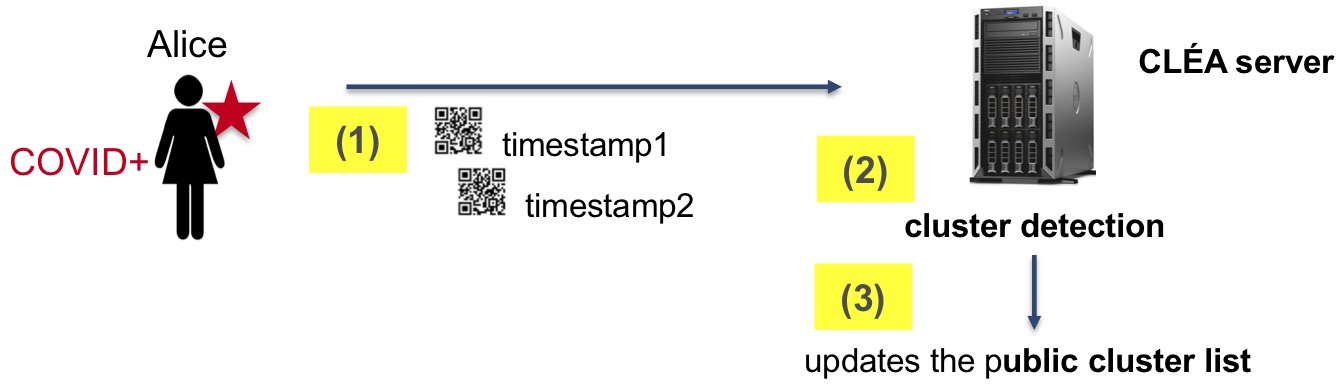 Alice
CLÉA server
COVID+
(1)
timestamp1
timestamp2
(2)
cluster detection
(3)
updates the public cluster list